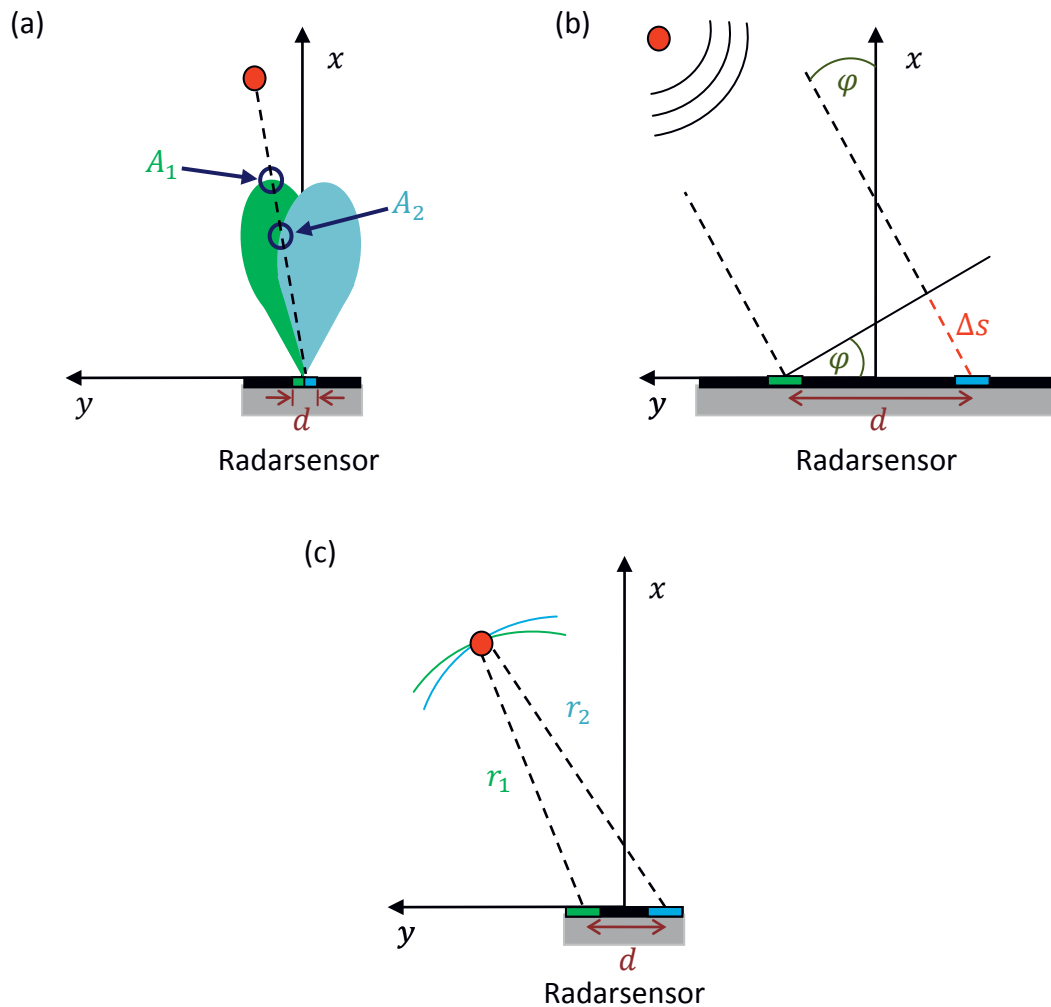 (a)
x
A₁
A₂
y
d
Radarsensor
(b)
x
φ
φ
Δs
y
d
Radarsensor
(c)
x
r₂
r₁
y
d
Radarsensor